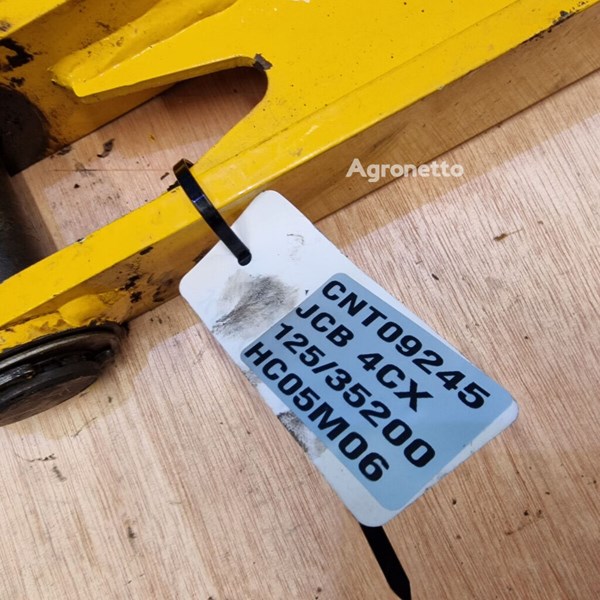 Agronetto
CNT09245
JCB 4CX
125/35200
HC05M06